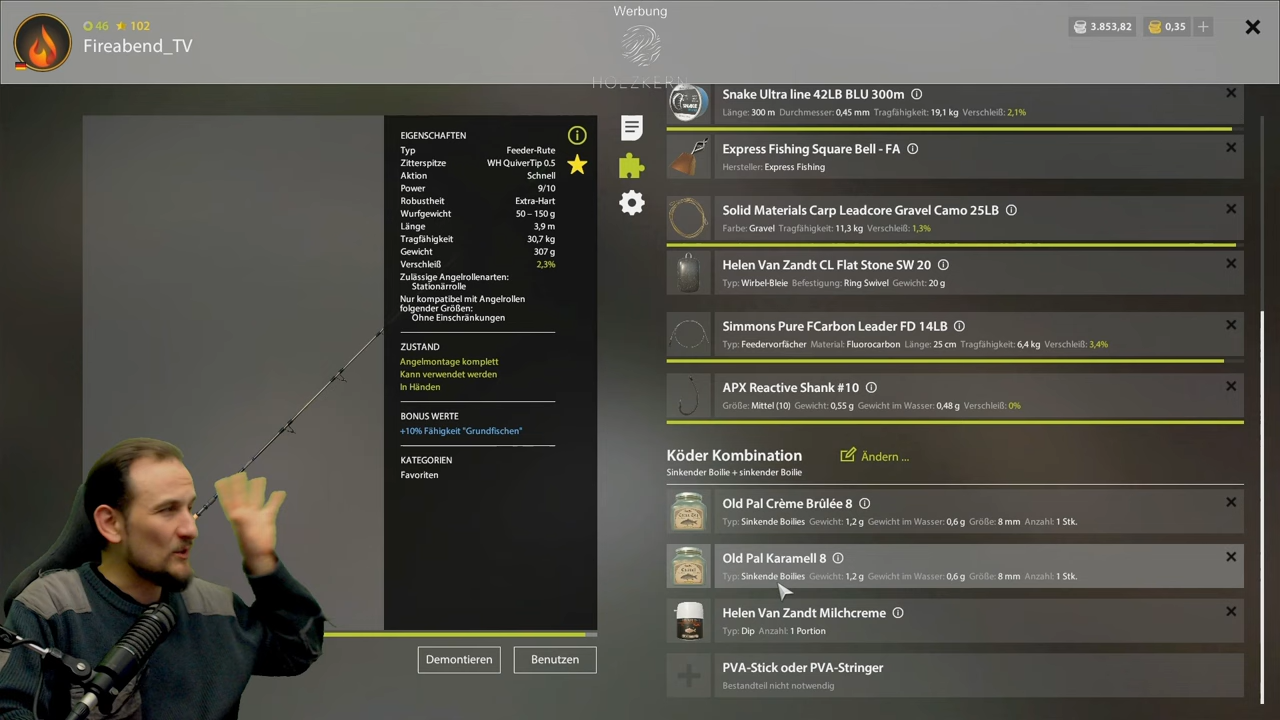 46 102
Fireabend_TV
Werbung
HOLZKERN
3.853,82
0,35
EIGENSCHAFTEN
Typ Feeder-Rute
Zitterspitze WH QuiverTip 0.5
Aktion Schnell
Power 9/10
Robustheit Extra-Hart
Wurfgewicht 50 – 150 g
Länge 3,9 m
Tragfähigkeit 30,7 kg
Gewicht 307 g
Verschleiß 2,3%
Zulässige Angelrollenarten:
Stationärrolle
Nur kompatibel mit Angelrollen
folgender Größen:
Ohne Einschränkungen
ZUSTAND
Angelmontage komplett
Kann verwendet werden
In Händen
BONUS WERTE
+10% Fähigkeit "Grundfischen"
KATEGORIEN
Favoriten
Demontieren
Benutzen
Snake Ultra line 42LB BLU 300m
Länge: 300 m Durchmesser: 0,45 mm Tragfähigkeit: 19,1 kg Verschleiß: 2,1%
Express Fishing Square Bell - FA
Hersteller: Express Fishing
Solid Materials Carp Leadcore Gravel Camo 25LB
Farbe: Gravel Tragfähigkeit: 11,3 kg Verschleiß: 1,3%
Helen Van Zandt CL Flat Stone SW 20
Typ: Wirbel-Bleie Befestigung: Ring Swivel Gewicht: 20 g
Simmons Pure FCarbon Leader FD 14LB
Typ: Feedervorfächer Material: Fluorocarbon Länge: 25 cm Tragfähigkeit: 6,4 kg Verschleiß: 3,4%
APX Reactive Shank #10
Größe: Mittel (10) Gewicht: 0,55 g Gewicht im Wasser: 0,48 g Verschleiß: 0%
Köder Kombination
Ändern ...
Sinkender Boilie + sinkender Boilie
Old Pal Crème Brûlée 8
Typ: Sinkende Boilies Gewicht: 1,2 g Gewicht im Wasser: 0,6 g Größe: 8 mm Anzahl: 1 Stk.
Old Pal Karamell 8
Typ: Sinkende Boilies Gewicht: 1,2 g Gewicht im Wasser: 0,6 g Größe: 8 mm Anzahl: 1 Stk.
Helen Van Zandt Milchcreme
Typ: Dip Anzahl: 1 Portion
PVA-Stick oder PVA-Stringer
Bestandteil nicht notwendig